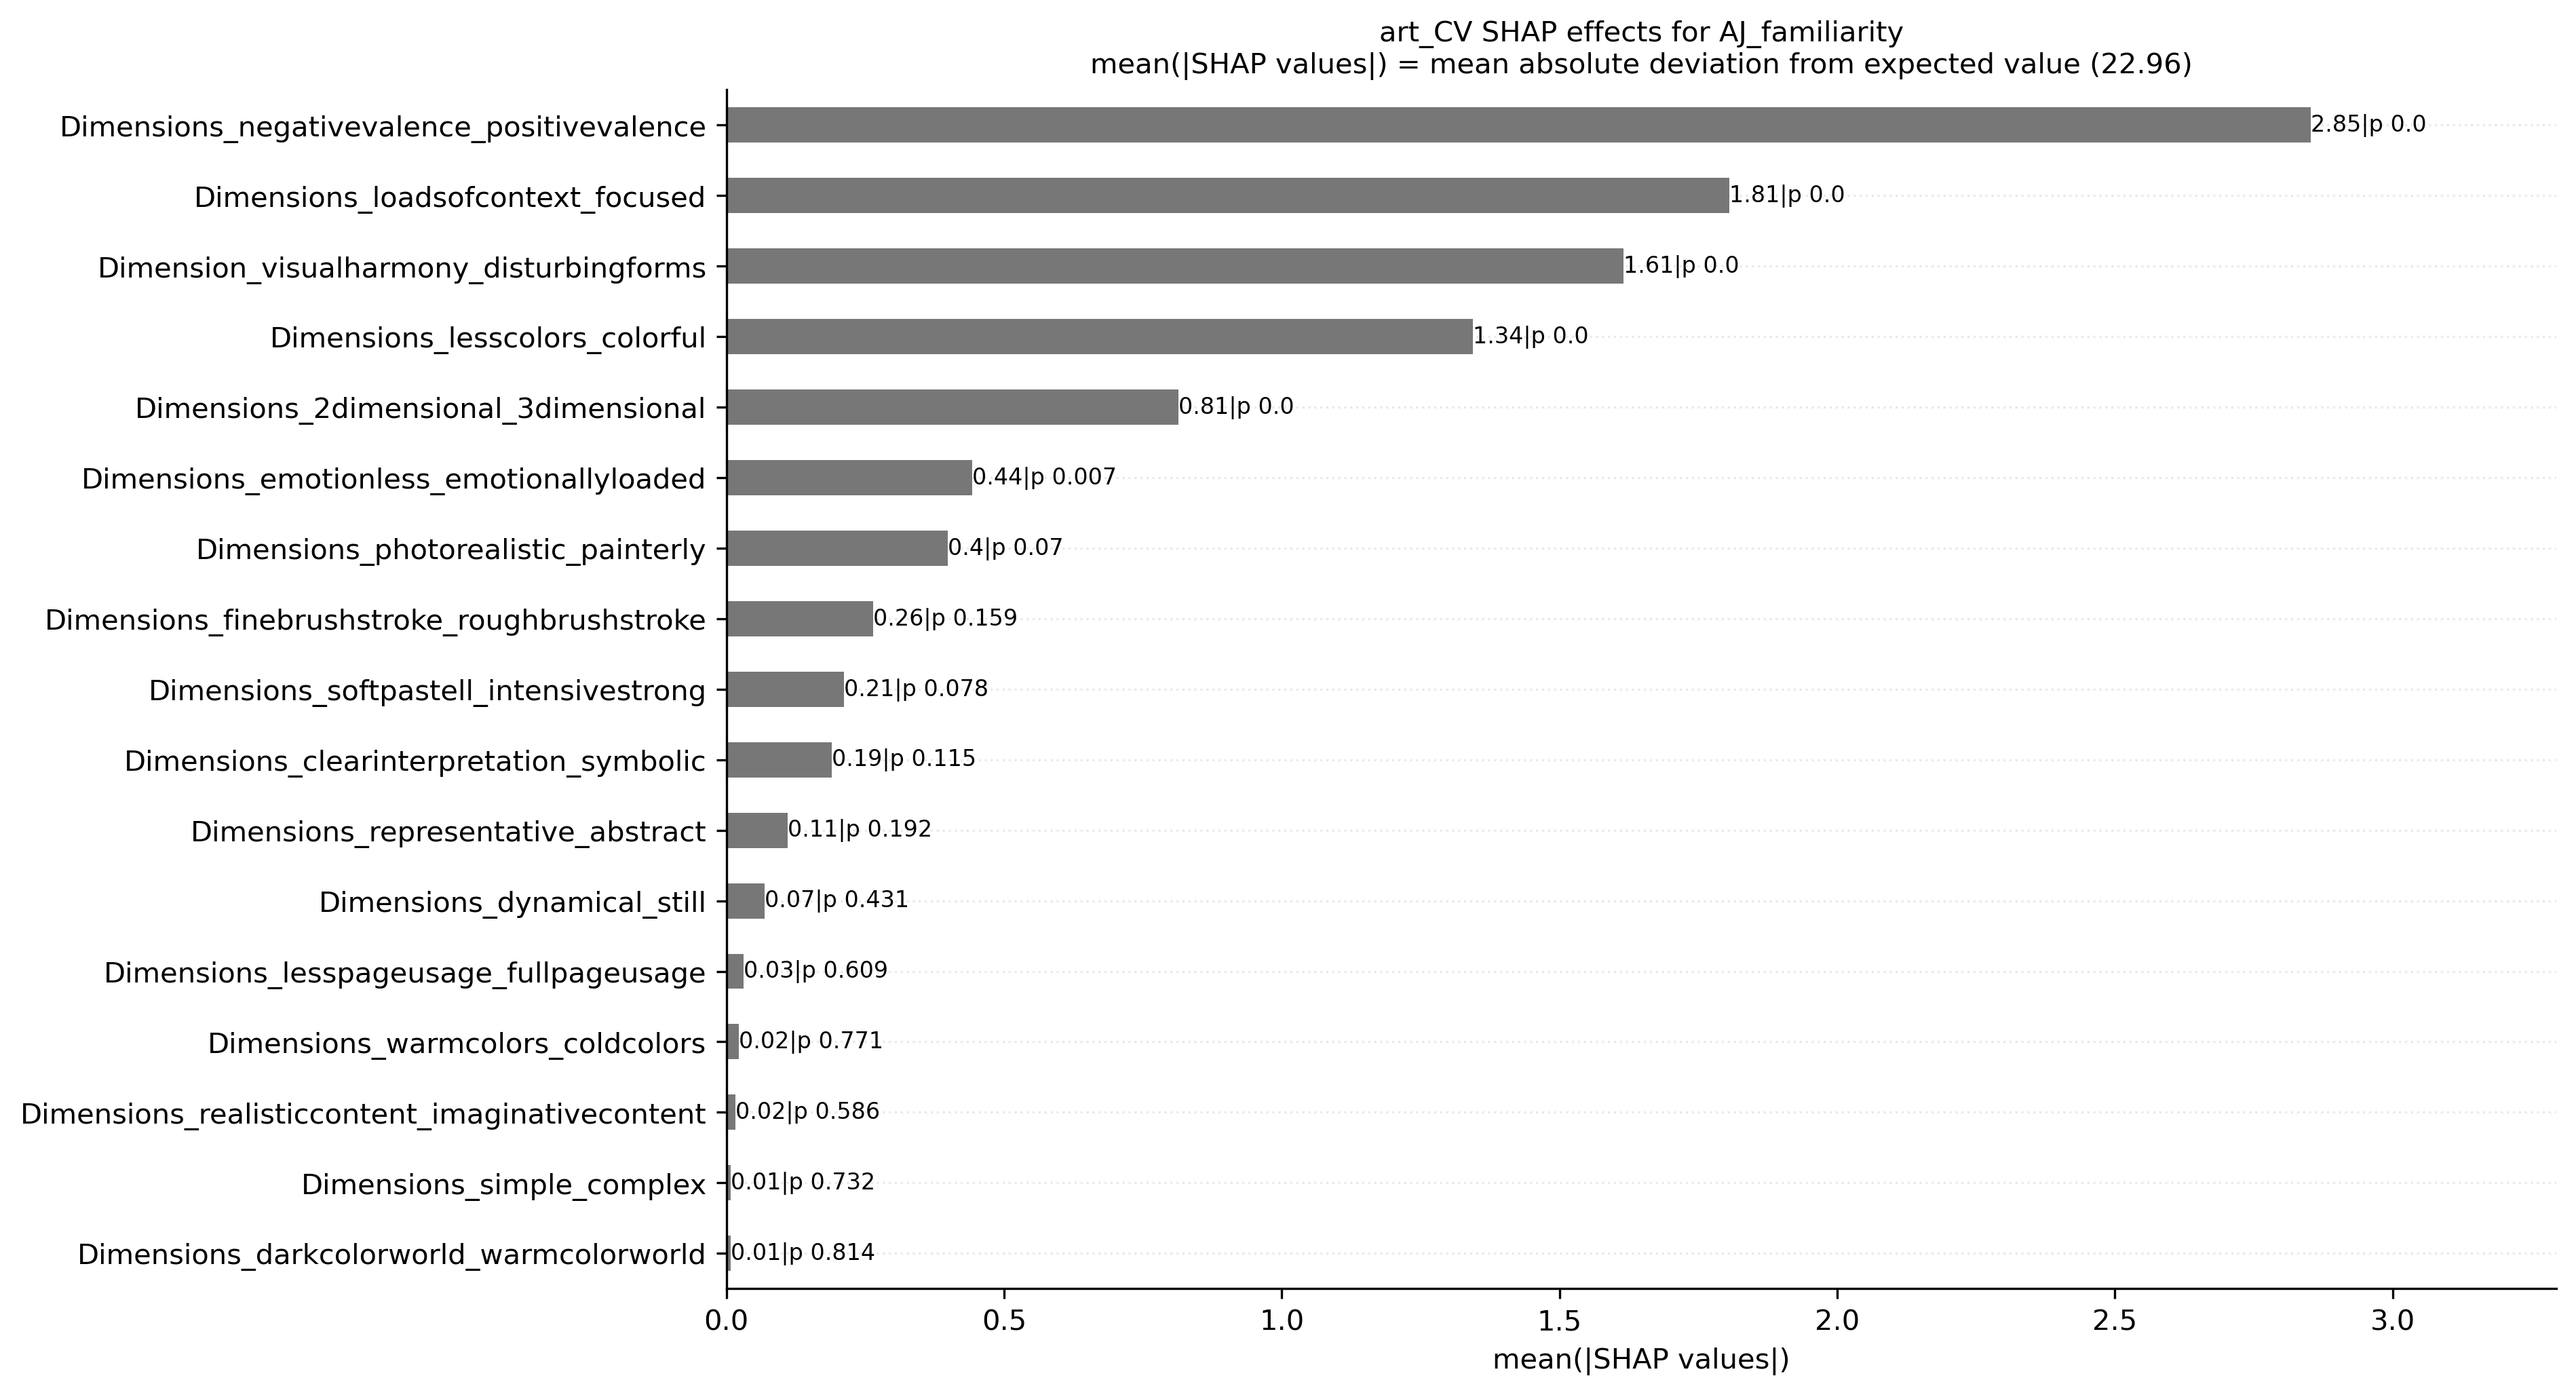 art_CV SHAP effects for AJ_familiarity
mean(|SHAP values|) = mean absolute deviation from expected value (22.96)
Dimensions_negativevalence_positivevalence 2.85|p 0.0
Dimensions_loadsofcontext_focused 1.81|p 0.0
Dimension_visualharmony_disturbingforms 1.61|p 0.0
Dimensions_lesscolors_colorful 1.34|p 0.0
Dimensions_2dimensional_3dimensional 0.81|p 0.0
Dimensions_emotionless_emotionallyloaded 0.44|p 0.007
Dimensions_photorealistic_painterly 0.4|p 0.07
Dimensions_finebrushstroke_roughbrushstroke 0.26|p 0.159
Dimensions_softpastell_intensivestrong 0.21|p 0.078
Dimensions_clearinterpretation_symbolic 0.19|p 0.115
Dimensions_representative_abstract 0.11|p 0.192
Dimensions_dynamical_still 0.07|p 0.431
Dimensions_lesspageusage_fullpageusage 0.03|p 0.609
Dimensions_warmcolors_coldcolors 0.02|p 0.771
Dimensions_realisticcontent_imaginativecontent 0.02|p 0.586
Dimensions_simple_complex 0.01|p 0.732
Dimensions_darkcolorworld_warmcolorworld 0.01|p 0.814
0.0 0.5 1.0 1.5 2.0 2.5 3.0
mean(|SHAP values|)